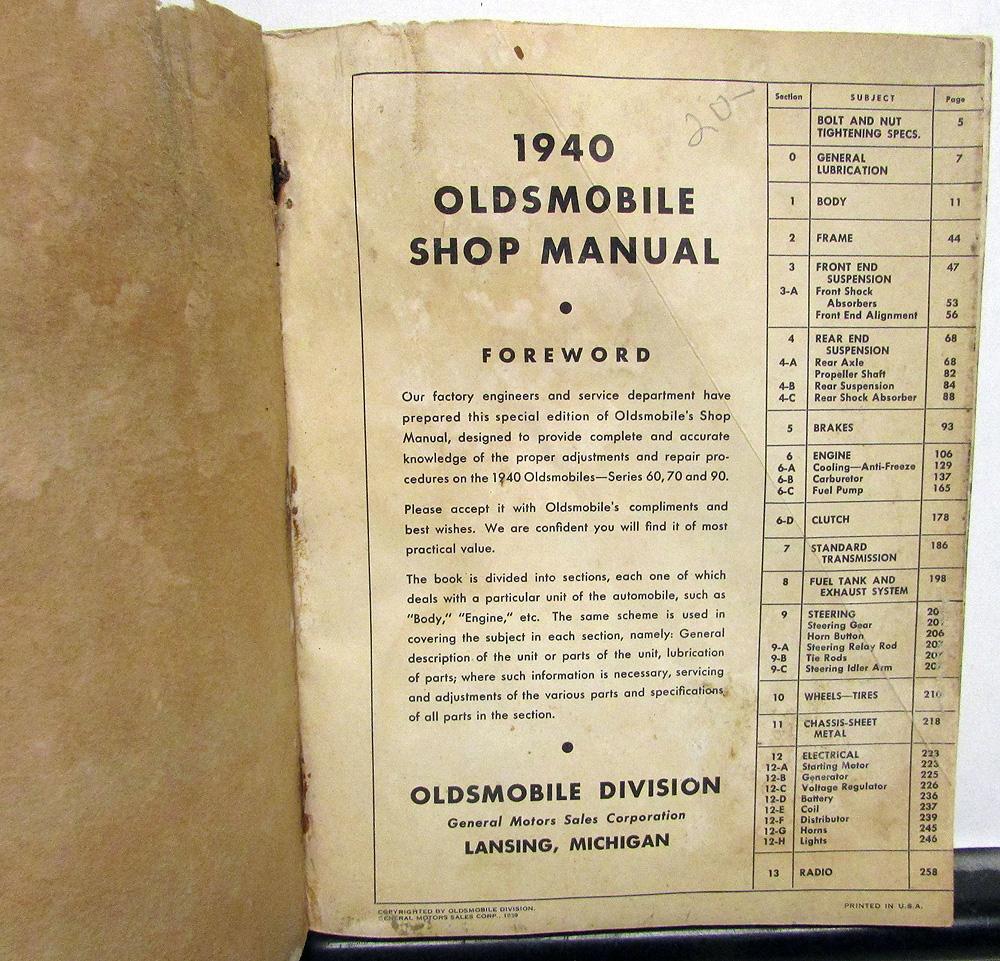 1940
OLDSMOBILE
SHOP MANUAL
20-
FOREWORD
Our factory engineers and service department have
prepared this special edition of Oldsmobile's Shop
Manual, designed to provide complete and accurate
knowledge of the proper adjustments and repair pro-
cedures on the 1940 Oldsmobiles—Series 60, 70 and 90.
Please accept it with Oldsmobile's compliments and
best wishes. We are confident you will find it of most
practical value.
The book is divided into sections, each one of which
deals with a particular unit of the automobile, such as
"Body," "Engine," etc. The same scheme is used in
covering the subject in each section, namely: General
description of the unit or parts of the unit, lubrication
of parts; where such information is necessary, servicing
and adjustments of the various parts and specifications
of all parts in the section.
OLDSMOBILE DIVISION
General Motors Sales Corporation
LANSING, MICHIGAN
COPYRIGHTED BY OLDSMOBILE DIVISION.
GENERAL MOTORS SALES CORP., 1939
Section SUBJECT Page
BOLT AND NUT 5
TIGHTENING SPECS.
0 GENERAL 7
LUBRICATION
1 BODY 11
2 FRAME 44
3 FRONT END 47
SUSPENSION
3-A Front Shock
Absorbers 53
Front End Alignment 56
4 REAR END 68
SUSPENSION
4-A Rear Axle 68
Propeller Shaft 82
4-B Rear Suspension 84
4-C Rear Shock Absorber 88
5 BRAKES 93
6 ENGINE 106
6-A Cooling—Anti-Freeze 129
6-B Carburetor 137
6-C Fuel Pump 165
6-D CLUTCH 178
7 STANDARD 186
TRANSMISSION
8 FUEL TANK AND 198
EXHAUST SYSTEM
9 STEERING
Steering Gear
Horn Button 206
9-A Steering Relay Rod
9-B Tie Rods
9-C Steering Idler Arm
10 WHEELS—TIRES 216
11 CHASSIS-SHEET 218
METAL
12 ELECTRICAL 223
12-A Starting Motor 223
12-B Generator 225
12-C Voltage Regulator 226
12-D Battery 236
12-E Coil 237
12-F Distributor 239
12-G Horns 245
12-H Lights 246
13 RADIO 258
PRINTED IN U.S.A.